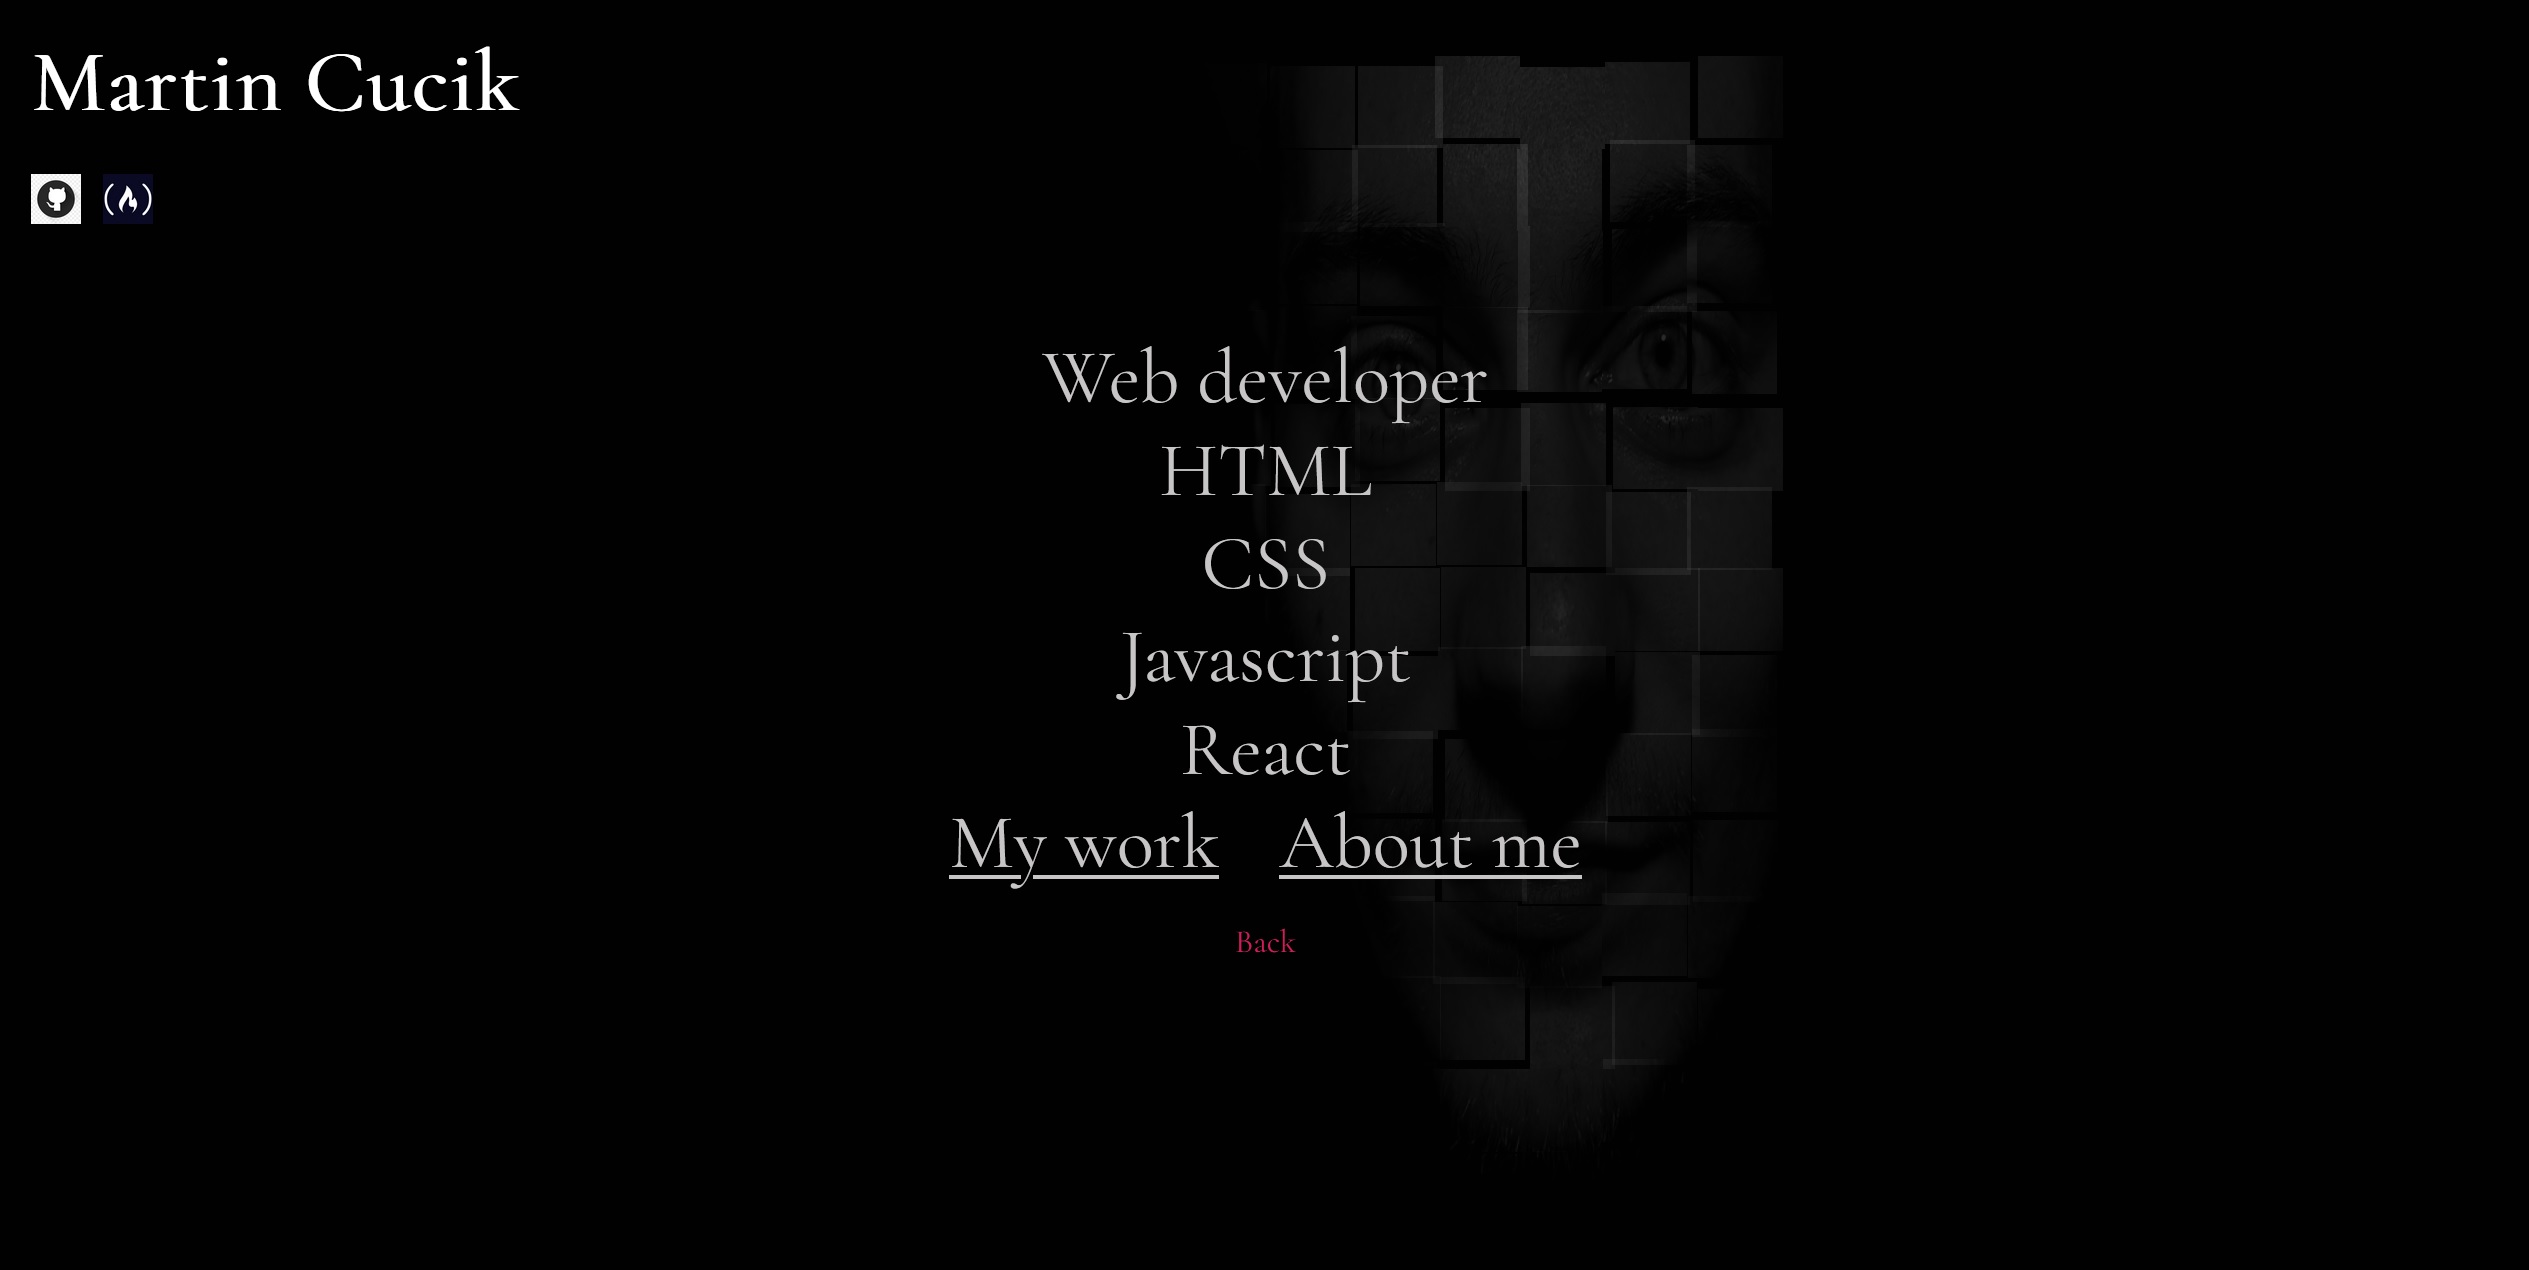 Martin Cucik
Web developer
HTML
CSS
Javascript
React
My work About me
Back